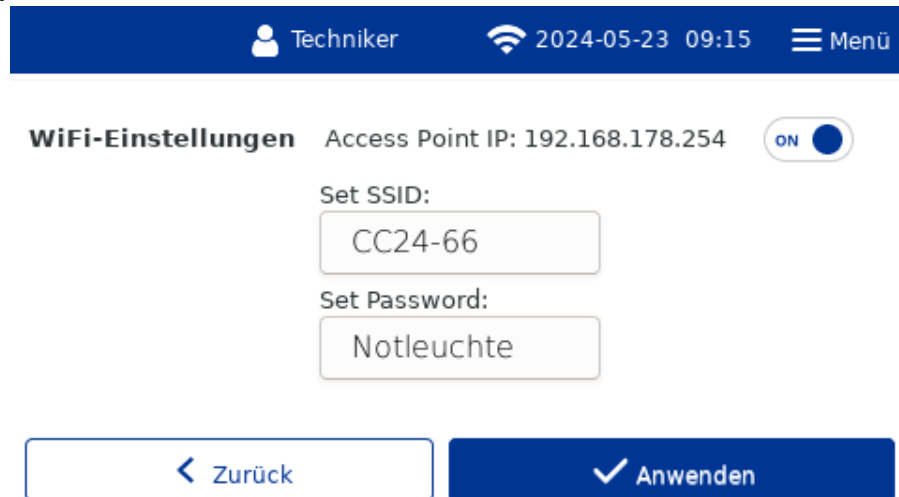 Techniker 2024-05-23 09:15 Menü
WiFi-Einstellungen Access Point IP: 192.168.178.254 ON
Set SSID:
CC24-66
Set Password:
Notleuchte
Zurück Anwenden